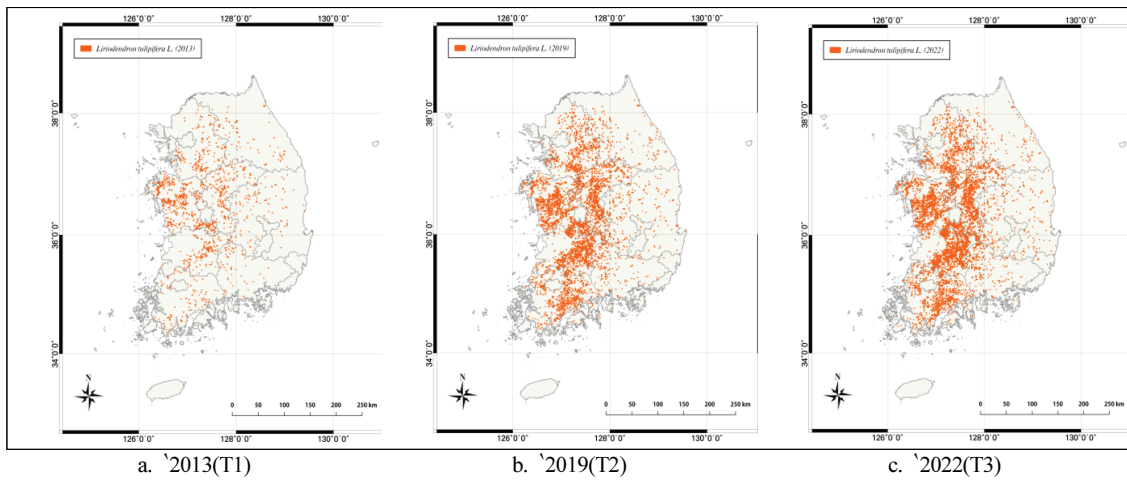 126°0´0" 128°0´0" 130°0´0"
Liriodendron tulipifera L. (2013)
38°0´0"
36°0´0"
34°0´0"
N
0 50 100 150 200 250 km
126°0´0" 128°0´0" 130°0´0"
a. `2013(T1)
126°0´0" 128°0´0" 130°0´0"
Liriodendron tulipifera L. (2019)
38°0´0"
36°0´0"
34°0´0"
N
0 50 100 150 200 250 km
126°0´0" 128°0´0" 130°0´0"
b. `2019(T2)
126°0´0" 128°0´0" 130°0´0"
Liriodendron tulipifera L. (2022)
38°0´0"
36°0´0"
34°0´0"
N
0 50 100 150 200 250 km
126°0´0" 128°0´0" 130°0´0"
c. `2022(T3)